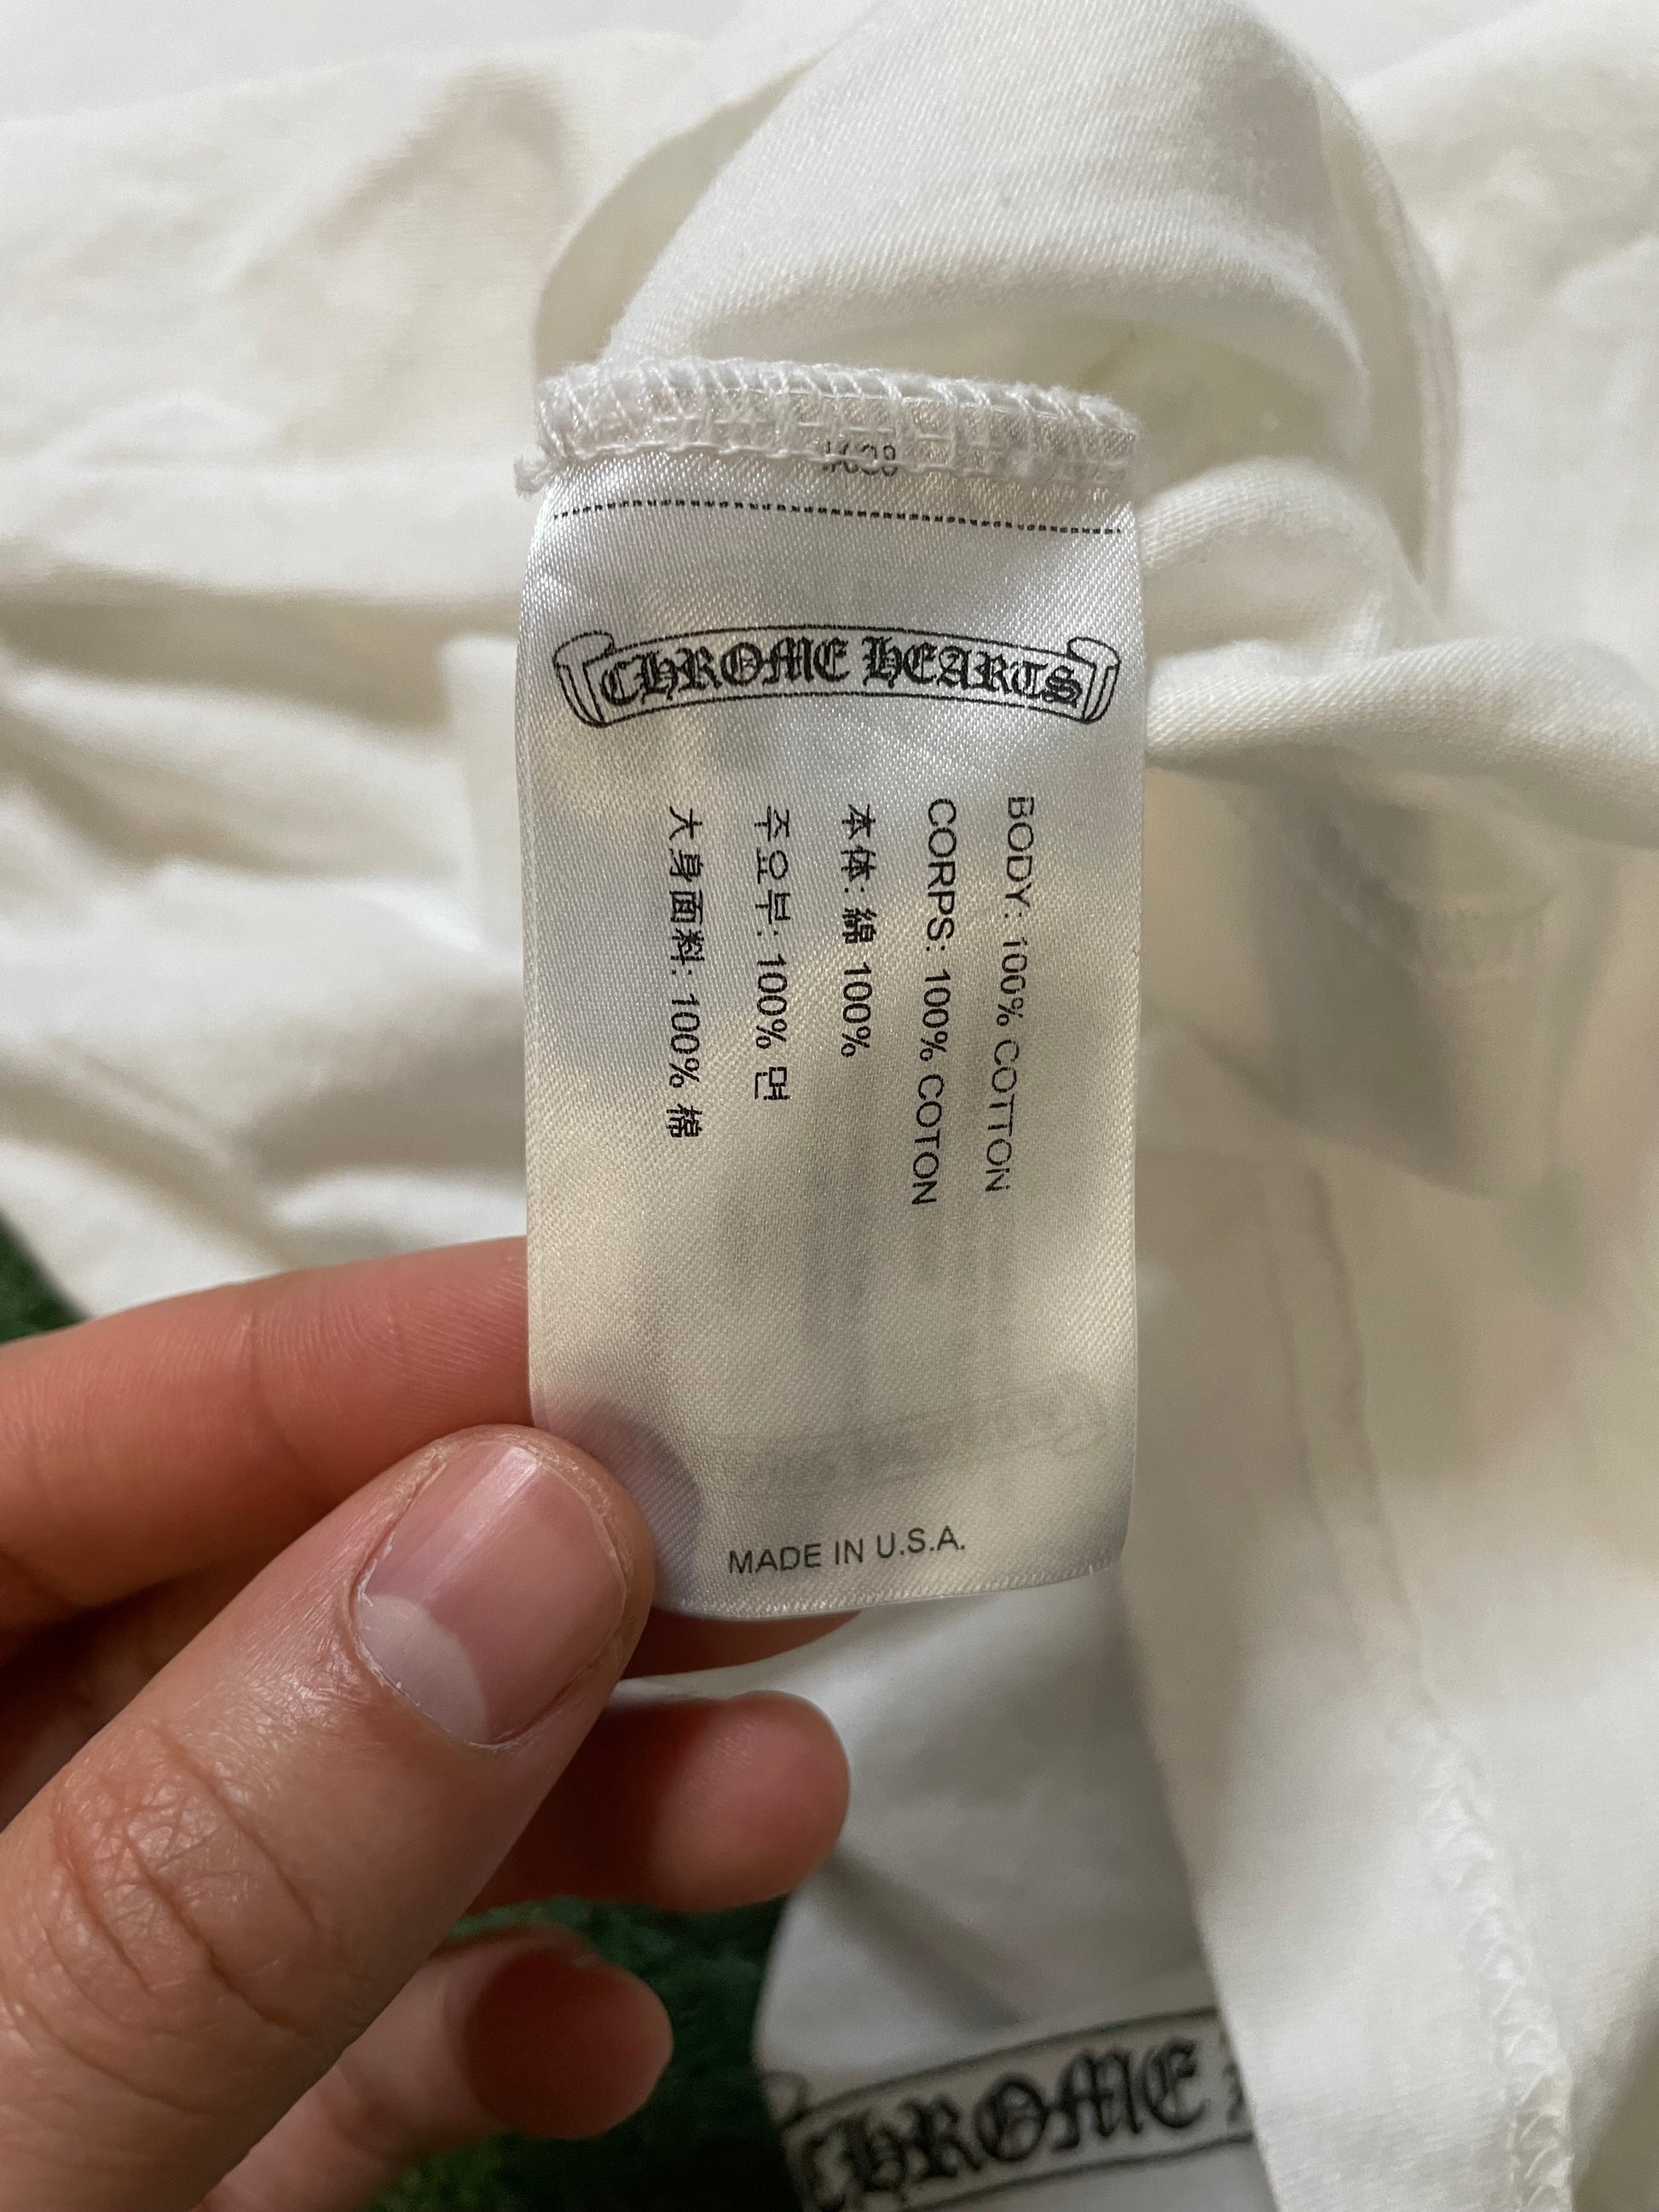 CHROME HEARTS
BODY: 100% COTTON
CORPS: 100% COTON
本体: 綿 100%
주요부: 100% 면
大身面料: 100% 棉
MADE IN U.S.A.
CHROME